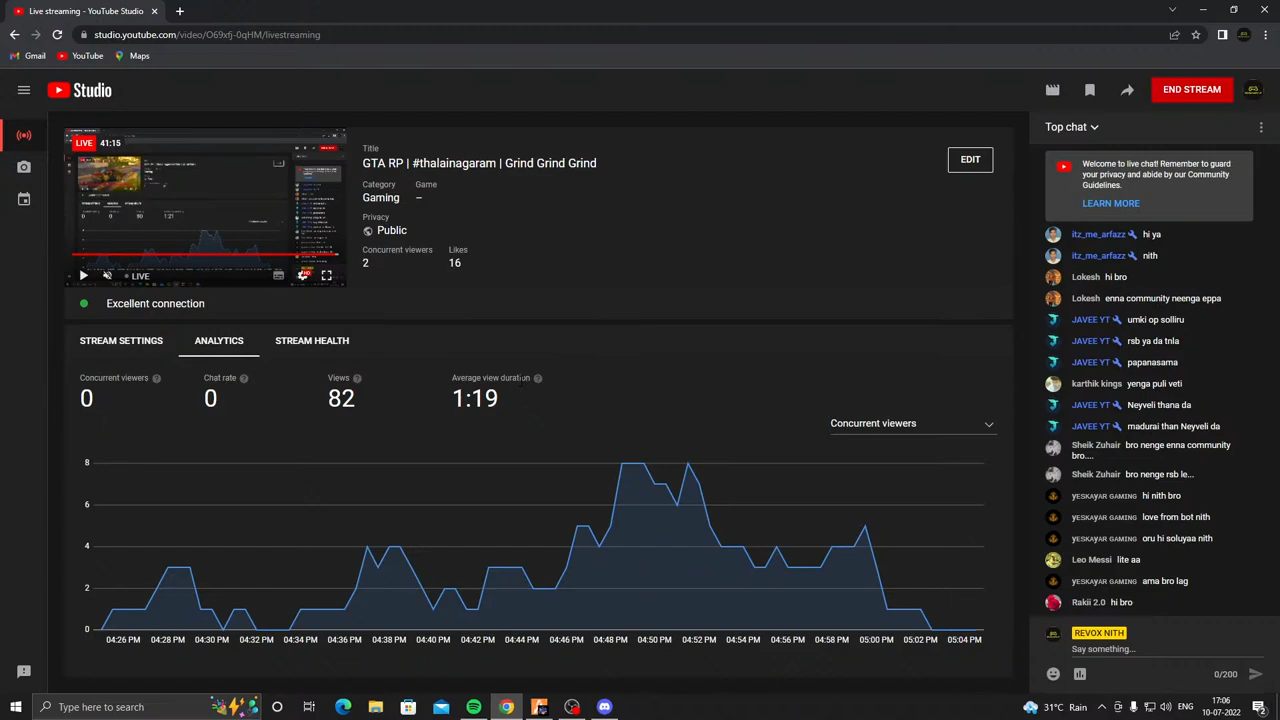 Live streaming - YouTube Studio
studio.youtube.com/video/O69xfj-0qHM/livestreaming
Gmail
YouTube
Maps
Studio
END STREAM
LIVE 41:15
LIVE
Title
GTA RP | #thalainagaram | Grind Grind Grind
Category Game
Gaming –
Privacy
Public
Concurrent viewers Likes
2 16
EDIT
Excellent connection
STREAM SETTINGS ANALYTICS STREAM HEALTH
Concurrent viewers Chat rate Views Average view duration
0 0 82 1:19
Concurrent viewers
8
6
4
2
0
04:26 PM 04:28 PM 04:30 PM 04:32 PM 04:34 PM 04:36 PM 04:38 PM 04:40 PM 04:42 PM 04:44 PM 04:46 PM 04:48 PM 04:50 PM 04:52 PM 04:54 PM 04:56 PM 04:58 PM 05:00 PM 05:02 PM 05:04 PM
Top chat
Welcome to live chat! Remember to guard
your privacy and abide by our Community
Guidelines.
LEARN MORE
itz_me_arfazz hi ya
itz_me_arfazz nith
Lokesh hi bro
Lokesh enna community neenga eppa
JAVEE YT umki op solliru
JAVEE YT rsb ya da tnla
JAVEE YT papanasama
karthik kings yenga puli veti
JAVEE YT Neyveli thana da
JAVEE YT madurai than Neyveli da
Sheik Zuhair bro nenge enna community
bro....
Sheik Zuhair bro nenge rsb le...
ʏESKAʏAR GAMING hi nith bro
ʏESKAʏAR GAMING love from bot nith
ʏESKAʏAR GAMING oru hi soluyaa nith
Leo Messi lite aa
ʏESKAʏAR GAMING ama bro lag
Rakii 2.0 hi bro
REVOX NITH
Say something...
0/200
Type here to search
31°C Rain
17:06
10-07-2022
2